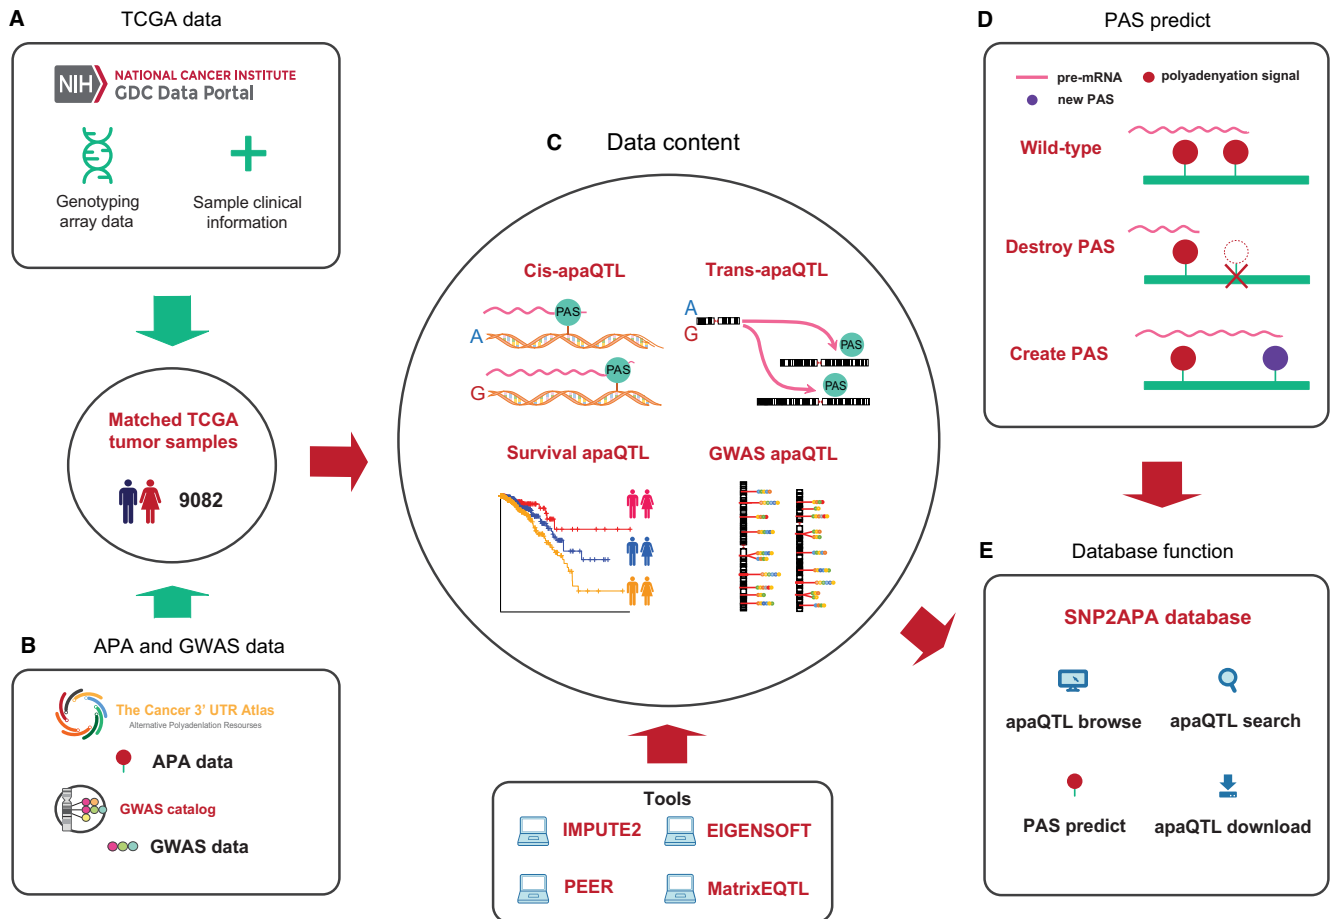 A
TCGA data
NIH
NATIONAL CANCER INSTITUTE
GDC Data Portal
Genotyping
array data
Sample clinical
information
Matched TCGA
tumor samples
9082
B
APA and GWAS data
The Cancer 3' UTR Atlas
Alternative Polyadenlation Resourses
APA data
GWAS catalog
GWAS data
C
Data content
Cis-apaQTL
PAS
A
PAS
G
Trans-apaQTL
A
G
PAS
PAS
Survival apaQTL
GWAS apaQTL
Tools
IMPUTE2
EIGENSOFT
PEER
MatrixEQTL
D
PAS predict
pre-mRNA
polyadenyation signal
new PAS
Wild-type
Destroy PAS
Create PAS
E
Database function
SNP2APA database
apaQTL browse
apaQTL search
PAS predict
apaQTL download